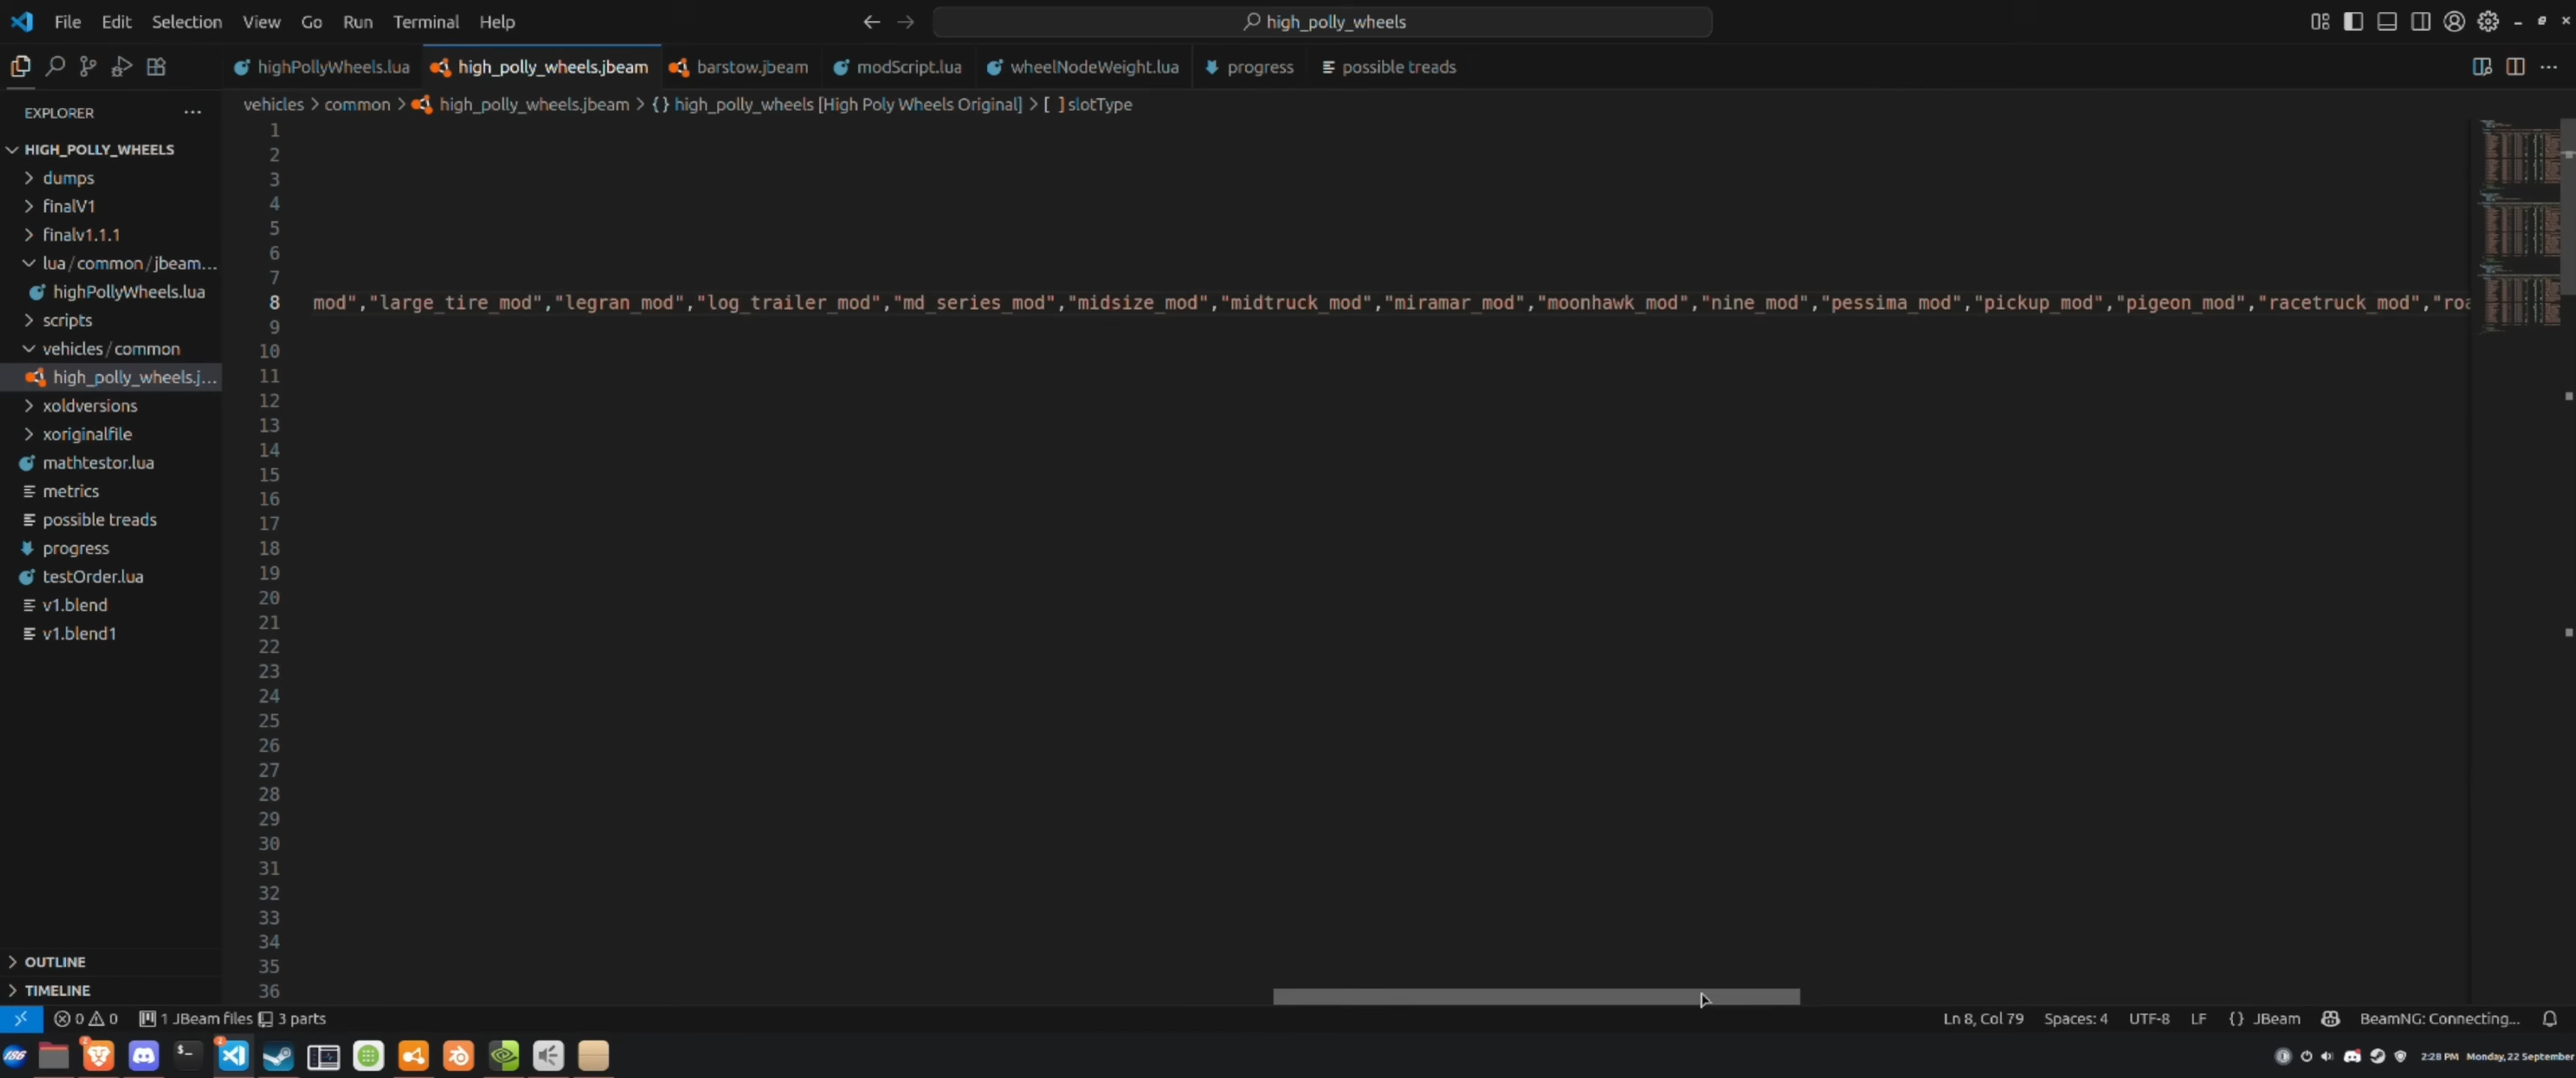 File Edit Selection View Go Run Terminal Help
high_polly_wheels
highPollyWheels.lua high_polly_wheels.jbeam barstow.jbeam modScript.lua wheelNodeWeight.lua progress possible treads
EXPLORER
vehicles > common > high_polly_wheels.jbeam > {} high_polly_wheels [High Poly Wheels Original] > [ ] slotType
HIGH_POLLY_WHEELS
dumps
finalV1
finalv1.1.1
lua/common/jbeam...
highPollyWheels.lua
scripts
vehicles/common
high_polly_wheels.j...
xoldversions
xoriginalfile
mathtestor.lua
metrics
possible treads
progress
testOrder.lua
v1.blend
v1.blend1
OUTLINE
TIMELINE
1
2
3
4
5
6
7
8 mod","large_tire_mod","legran_mod","log_trailer_mod","md_series_mod","midsize_mod","midtruck_mod","miramar_mod","moonhawk_mod","nine_mod","pessima_mod","pickup_mod","pigeon_mod","racetruck_mod","roa
9
10
11
12
13
14
15
16
17
18
19
20
21
22
23
24
25
26
27
28
29
30
31
32
33
34
35
36
0 0 1 JBeam files 3 parts Ln 8, Col 79 Spaces: 4 UTF-8 LF {} JBeam BeamNG: Connecting...
2:28 PM Monday, 22 September